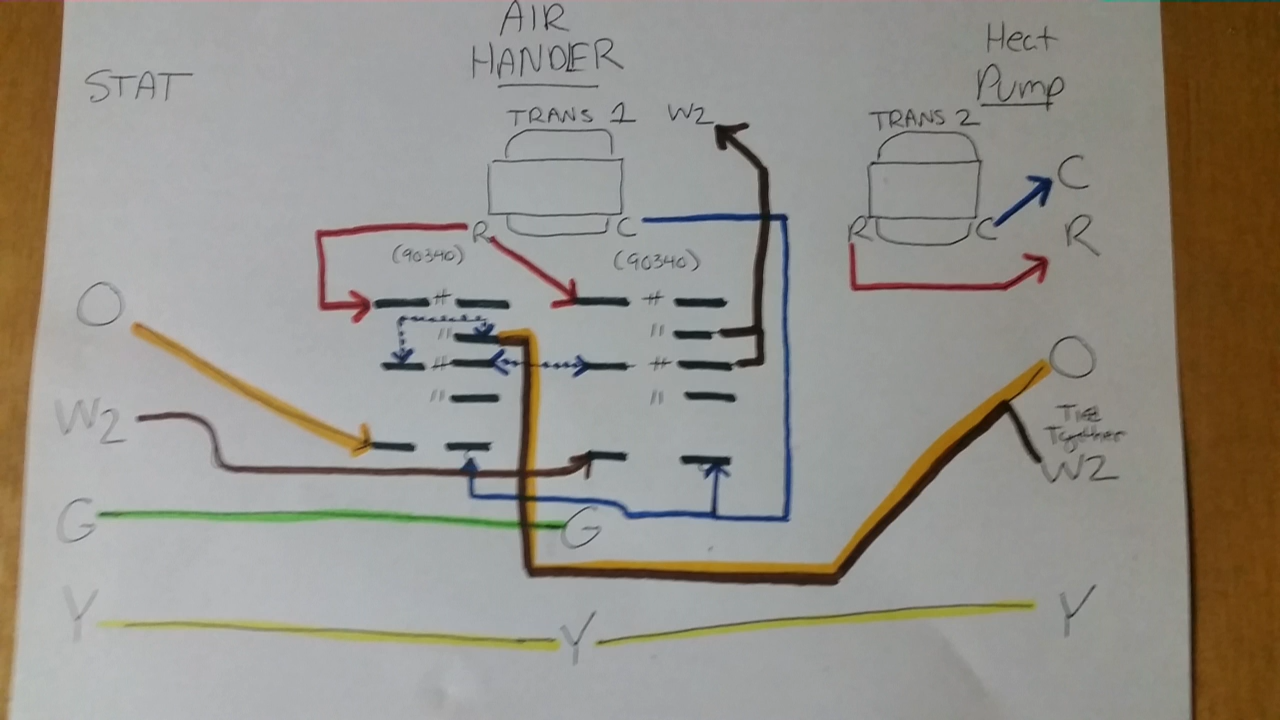 AIR
HANDLER
Heat
Pump
STAT
TRANS 1
W2
TRANS 2
C
R
C
R
C
R
(90340)
(90340)
O
O
W2
Tie
Together
W2
G
G
Y
Y
Y